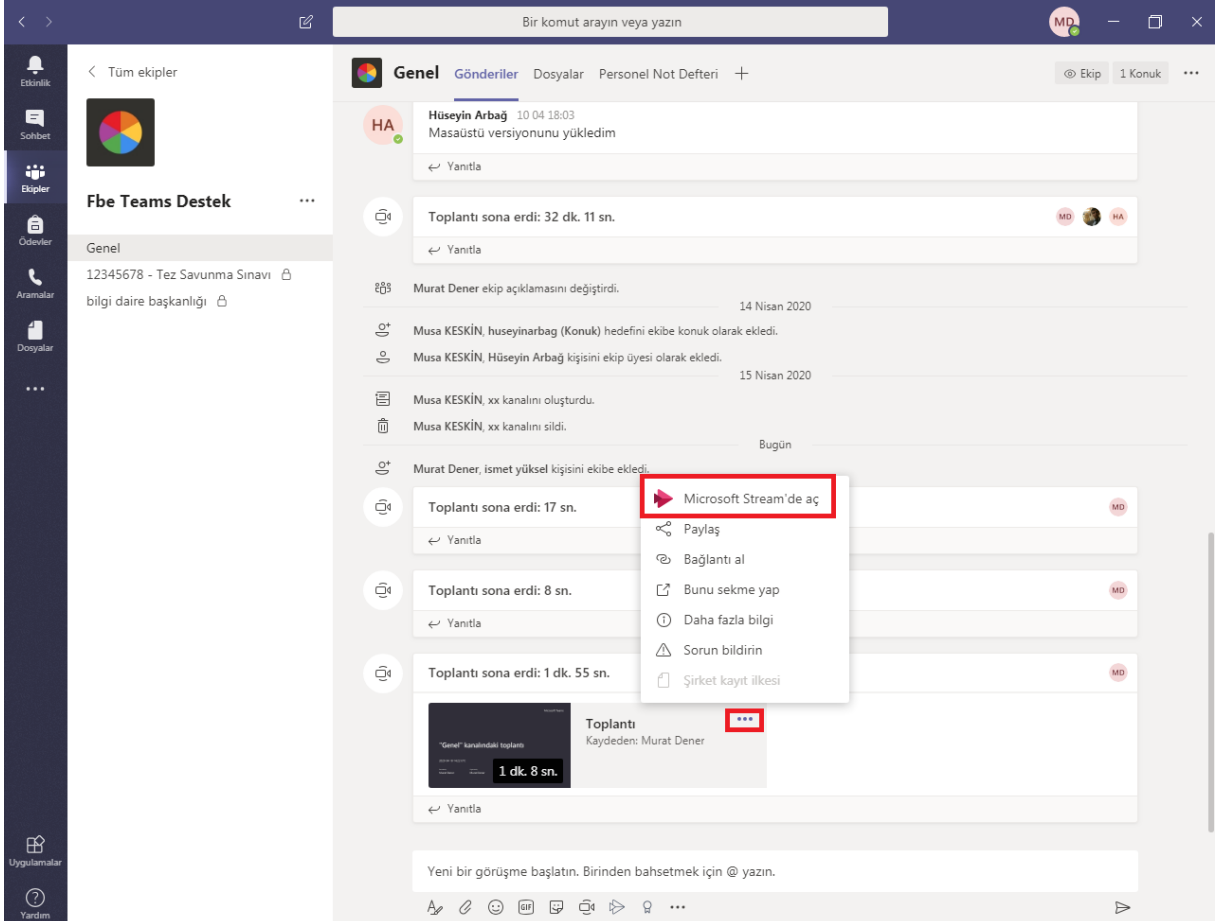 Bir komut arayın veya yazın
MD
Etkinlik
Sohbet
Ekipler
Ödevler
Aramalar
Dosyalar
Uygulamalar
Yardım
Tüm ekipler
Fbe Teams Destek
Genel
12345678 - Tez Savunma Sınavı
bilgi daire başkanlığı
Genel Gönderiler Dosyalar Personel Not Defteri
Ekip 1 Konuk
HA
Hüseyin Arbağ 10 04 18:03
Masaüstü versiyonunu yükledim
Yanıtla
Toplantı sona erdi: 32 dk. 11 sn.
MD HA
Yanıtla
Murat Dener ekip açıklamasını değiştirdi.
14 Nisan 2020
Musa KESKİN, huseyinarbag (Konuk) hedefini ekibe konuk olarak ekledi.
Musa KESKİN, Hüseyin Arbağ kişisini ekip üyesi olarak ekledi.
15 Nisan 2020
Musa KESKİN, xx kanalını oluşturdu.
Musa KESKİN, xx kanalını sildi.
Bugün
Murat Dener, ismet yüksel kişisini ekibe ekledi.
Toplantı sona erdi: 17 sn.
MD
Yanıtla
Toplantı sona erdi: 8 sn.
MD
Yanıtla
Toplantı sona erdi: 1 dk. 55 sn.
MD
Microsoft Stream'de aç
Paylaş
Bağlantı al
Bunu sekme yap
Daha fazla bilgi
Sorun bildirin
Şirket kayıt ilkesi
"Genel" kanalındaki toplantı
1 dk. 8 sn.
Toplantı
Kaydeden: Murat Dener
Yanıtla
Yeni bir görüşme başlatın. Birinden bahsetmek için @ yazın.
GIF